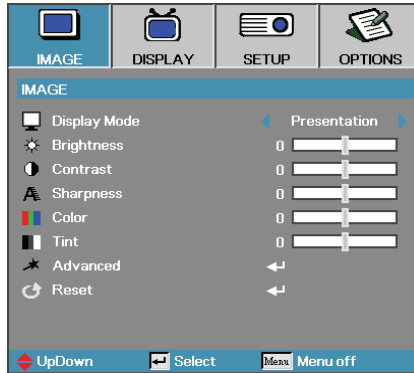 IMAGE DISPLAY SETUP OPTIONS
IMAGE
Display Mode Presentation
Brightness 0
Contrast 0
Sharpness 0
Color 0
Tint 0
Advanced
Reset
UpDown Select Menu Menu off